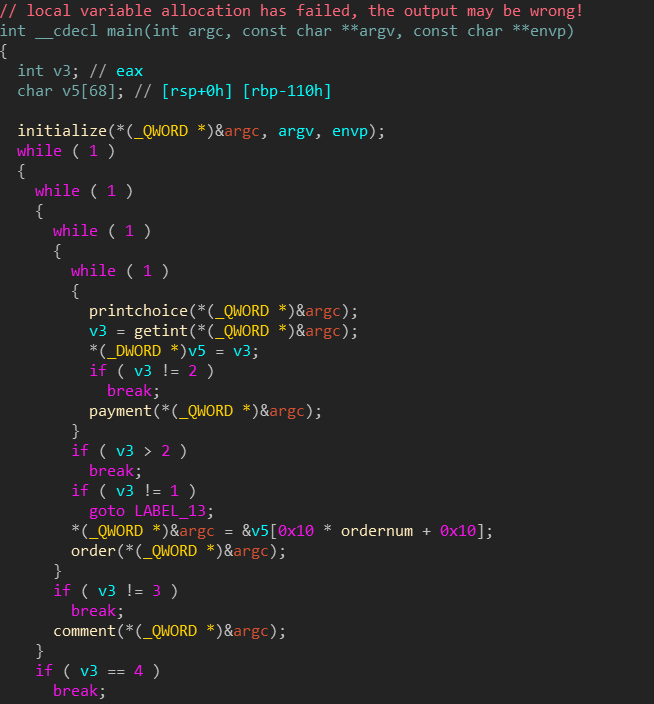 // local variable allocation has failed, the output may be wrong!
int __cdecl main(int argc, const char **argv, const char **envp)
{
  int v3; // eax
  char v5[68]; // [rsp+0h] [rbp-110h]

  initialize(*(_QWORD *)&argc, argv, envp);
  while ( 1 )
  {
    while ( 1 )
    {
      while ( 1 )
      {
        while ( 1 )
        {
          printchoice(*(_QWORD *)&argc);
          v3 = getint(*(_QWORD *)&argc);
          *(_DWORD *)v5 = v3;
          if ( v3 != 2 )
            break;
          payment(*(_QWORD *)&argc);
        }
        if ( v3 > 2 )
          break;
        if ( v3 != 1 )
          goto LABEL_13;
        *(_QWORD *)&argc = &v5[0x10 * ordernum + 0x10];
        order(*(_QWORD *)&argc);
      }
      if ( v3 != 3 )
        break;
      comment(*(_QWORD *)&argc);
    }
    if ( v3 == 4 )
      break;